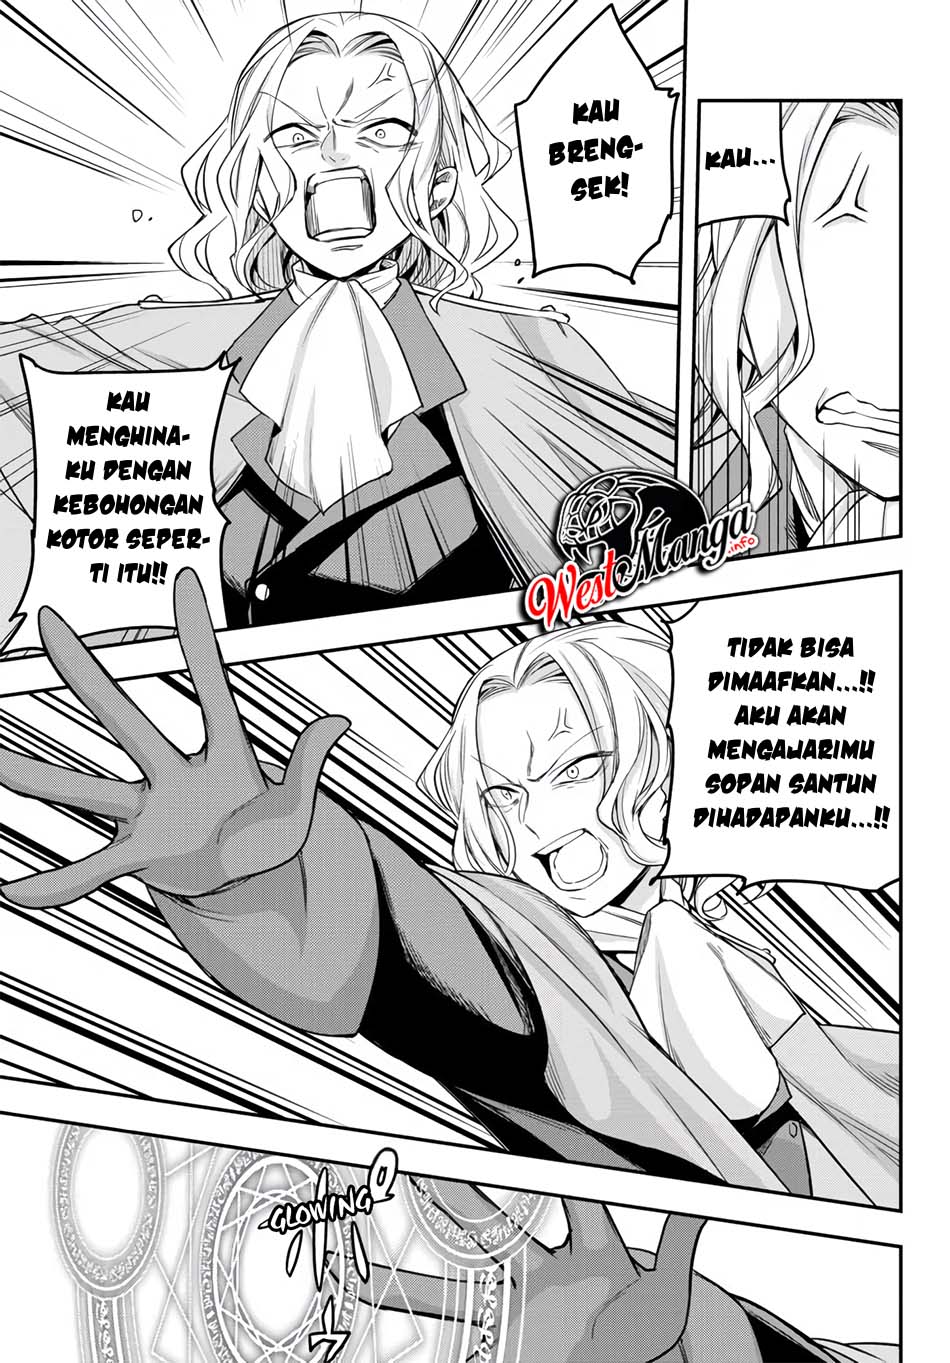 KAU...
KAU
BRENG-
SEK!
KAU
MENGHINA-
KU DENGAN
KEBOHONGAN
KOTOR SEPER-
TI ITU!!
WestManga
.info
TIDAK BISA
DIMAAFKAN...!!
AKU AKAN
MENGAJARIMU
SOPAN SANTUN
DIHADAPANKU...!!
-GLOWING